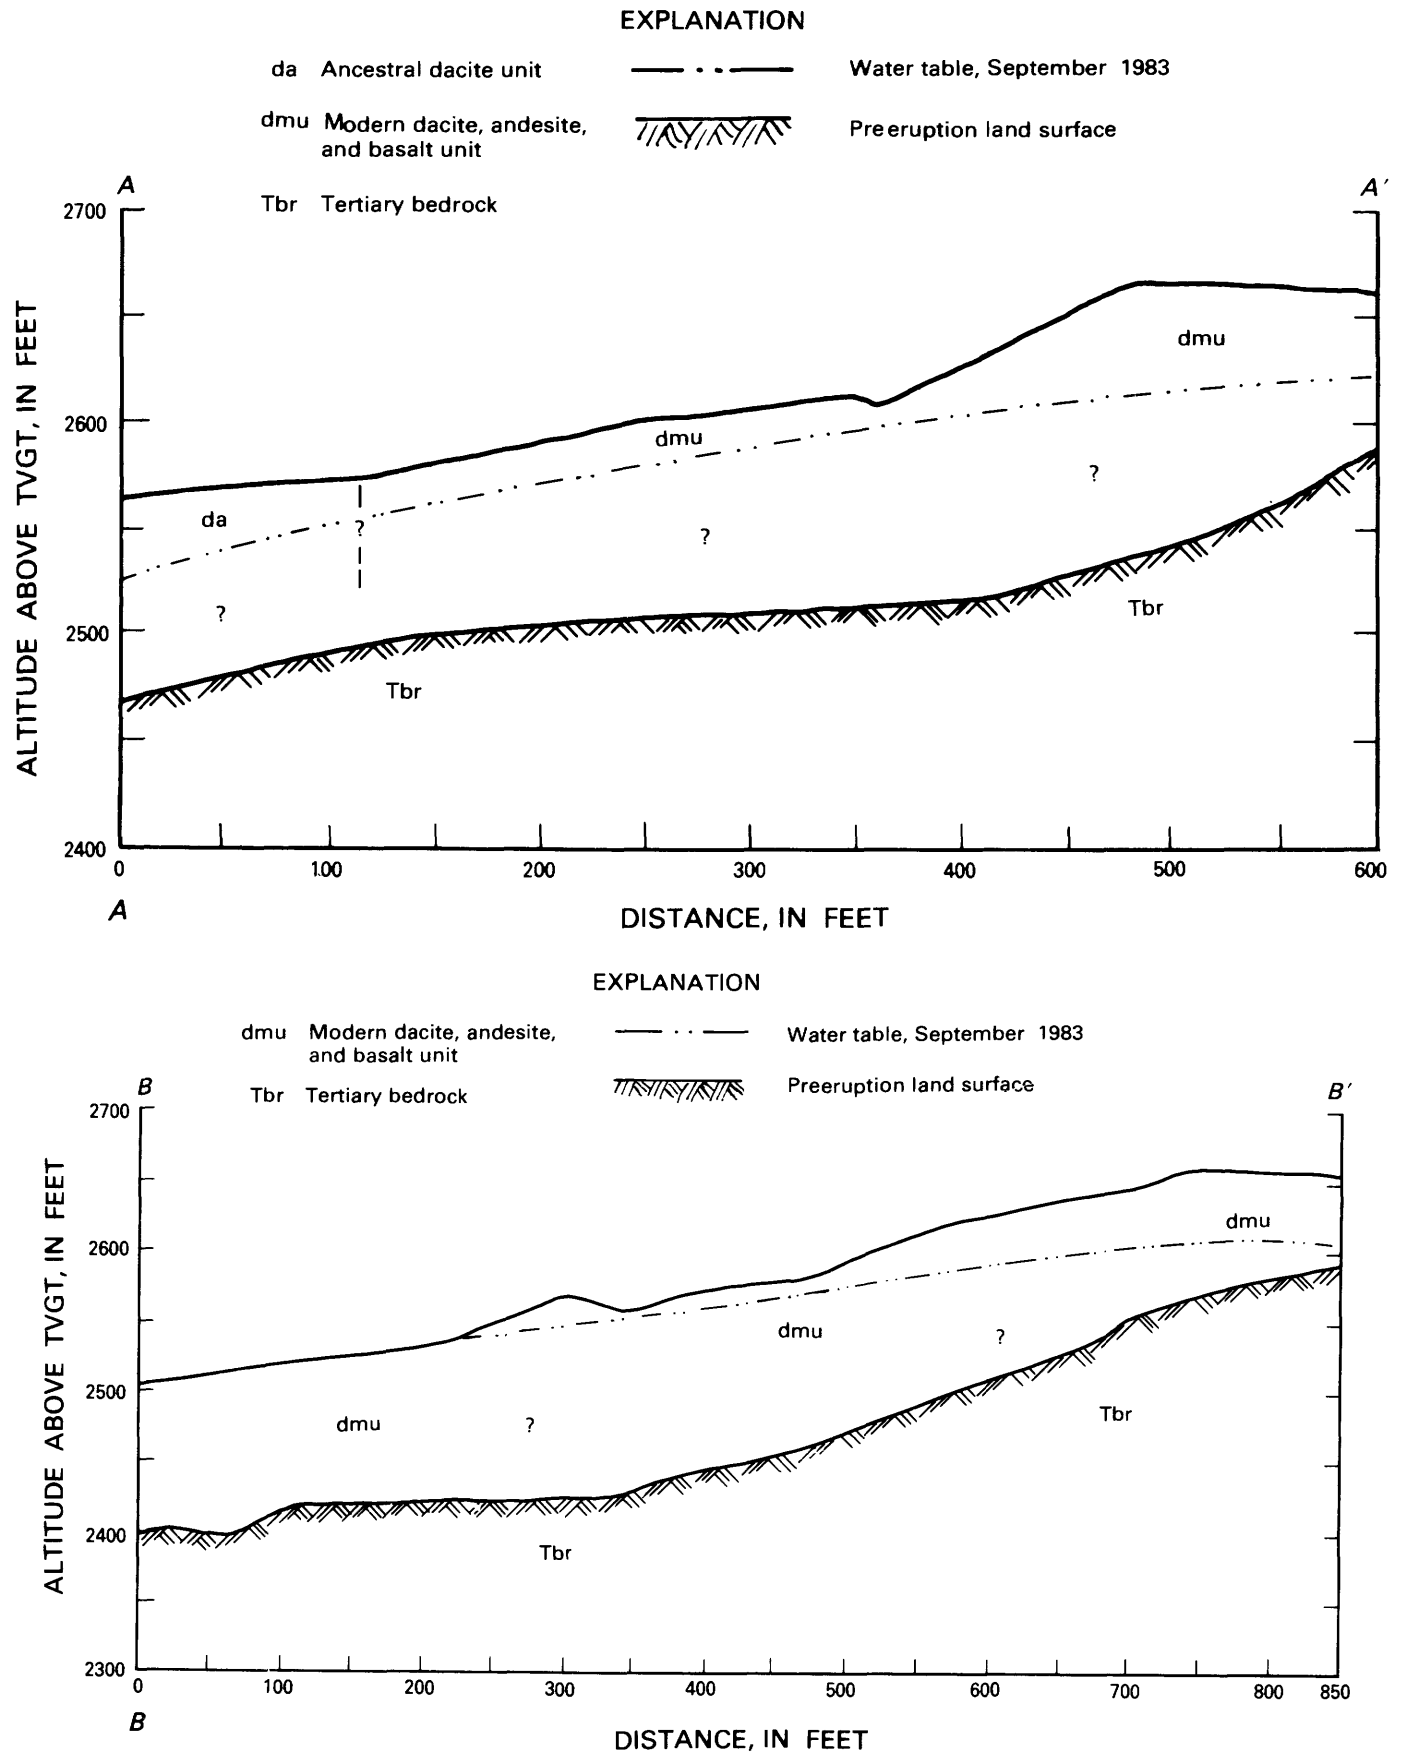 EXPLANATION
da Ancestral dacite unit
Water table, September 1983
dmu Modern dacite, andesite,
and basalt unit
Preeruption land surface
Tbr Tertiary bedrock
A
A'
2700
2600
2500
2400
ALTITUDE ABOVE TVGT, IN FEET
dmu
dmu
da
?
?
?
?
Tbr
Tbr
0 100 200 300 400 500 600
A
DISTANCE, IN FEET
EXPLANATION
dmu Modern dacite, andesite,
and basalt unit
Water table, September 1983
Preeruption land surface
Tbr Tertiary bedrock
B
B'
2700
2600
2500
2400
2300
ALTITUDE ABOVE TVGT, IN FEET
dmu
dmu
?
dmu
?
Tbr
Tbr
0 100 200 300 400 500 600 700 800 850
B
DISTANCE, IN FEET